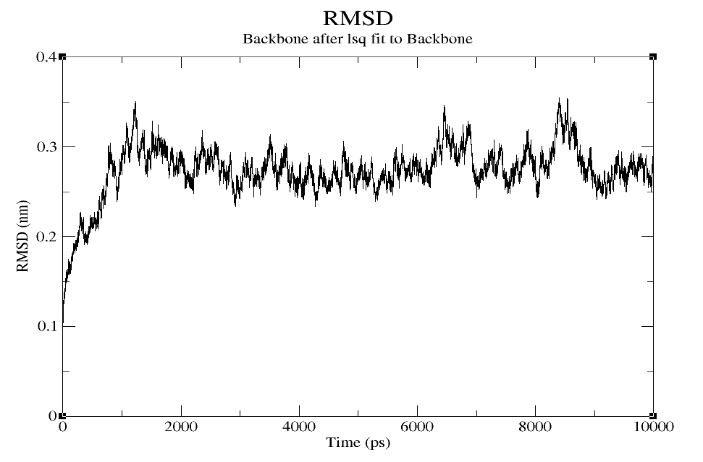 RMSD
Backbone after lsq fit to Backbone
0.4
0.3
0.2
0.1
0
RMSD (nm)
0 2000 4000 6000 8000 10000
Time (ps)